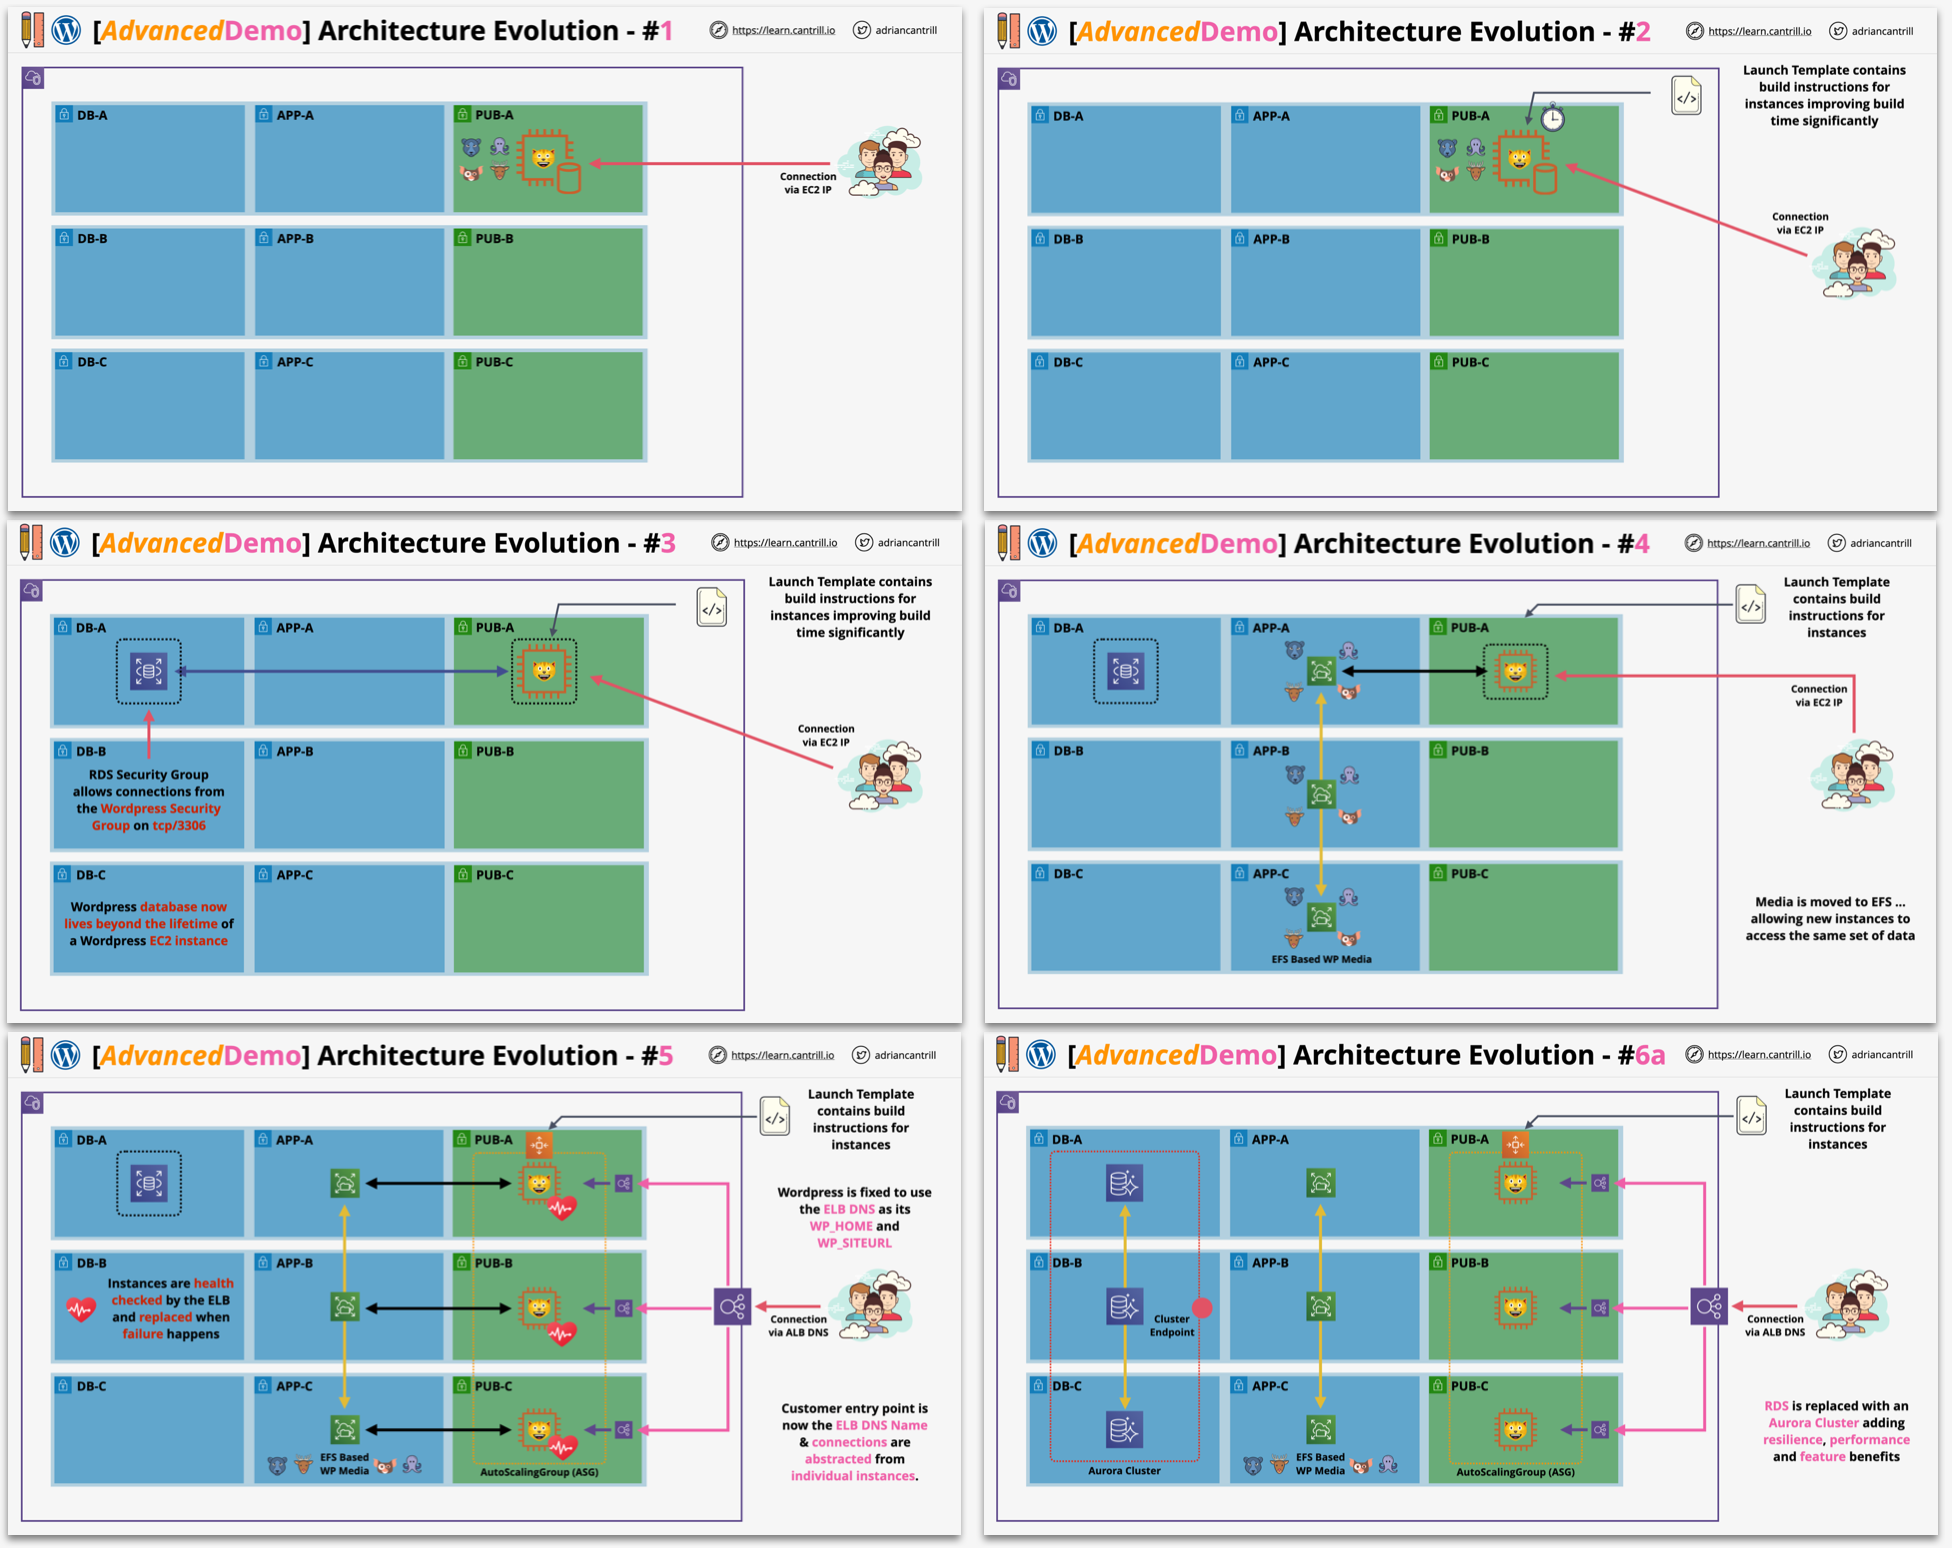 [AdvancedDemo] Architecture Evolution - #1
https://learn.cantrill.io
adriancantrill
DB-A
APP-A
PUB-A
Connection
via EC2 IP
DB-B
APP-B
PUB-B
DB-C
APP-C
PUB-C
[AdvancedDemo] Architecture Evolution - #2
https://learn.cantrill.io
adriancantrill
Launch Template contains
build instructions for
instances improving build
time significantly
</>
DB-A
APP-A
PUB-A
Connection
via EC2 IP
DB-B
APP-B
PUB-B
DB-C
APP-C
PUB-C
[AdvancedDemo] Architecture Evolution - #3
https://learn.cantrill.io
adriancantrill
Launch Template contains
build instructions for
instances improving build
time significantly
</>
DB-A
APP-A
PUB-A
Connection
via EC2 IP
DB-B
RDS Security Group
allows connections from
the Wordpress Security
Group on tcp/3306
APP-B
PUB-B
DB-C
Wordpress database now
lives beyond the lifetime of
a Wordpress EC2 instance
APP-C
PUB-C
[AdvancedDemo] Architecture Evolution - #4
https://learn.cantrill.io
adriancantrill
Launch Template
contains build
instructions for
instances
</>
DB-A
APP-A
PUB-A
Connection
via EC2 IP
DB-B
APP-B
PUB-B
DB-C
APP-C
EFS Based WP Media
PUB-C
Media is moved to EFS ...
allowing new instances to
access the same set of data
[AdvancedDemo] Architecture Evolution - #5
https://learn.cantrill.io
adriancantrill
Launch Template
contains build
instructions for
instances
</>
DB-A
APP-A
PUB-A
Wordpress is fixed to use
the ELB DNS as its
WP_HOME and
WP_SITEURL
DB-B
Instances are health
checked by the ELB
and replaced when
failure happens
APP-B
PUB-B
Connection
via ALB DNS
DB-C
APP-C
EFS Based
WP Media
PUB-C
AutoScalingGroup (ASG)
Customer entry point is
now the ELB DNS Name
& connections are
abstracted from
individual instances.
[AdvancedDemo] Architecture Evolution - #6a
https://learn.cantrill.io
adriancantrill
Launch Template
contains build
instructions for
instances
</>
DB-A
APP-A
PUB-A
DB-B
Cluster
Endpoint
APP-B
PUB-B
Connection
via ALB DNS
DB-C
Aurora Cluster
APP-C
EFS Based
WP Media
PUB-C
AutoScalingGroup (ASG)
RDS is replaced with an
Aurora Cluster adding
resilience, performance
and feature benefits